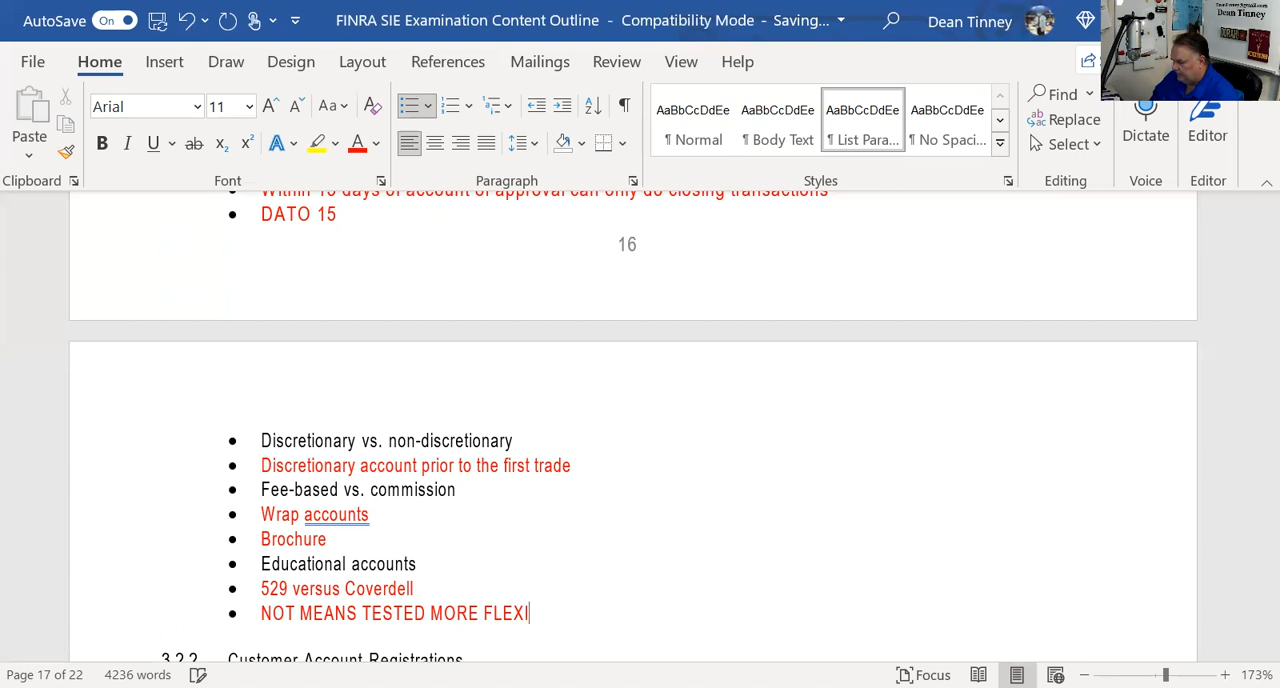 AutoSave On FINRA SIE Examination Content Outline - Compatibility Mode - Saving... Dean Tinney
Dean Tinney
File Home Insert Draw Design Layout References Mailings Review View Help
Arial 11 Aa
Find
Replace
Select
Paste
Dictate
Editor
AaBbCcDdEe AaBbCcDdEe AaBbCcDdEe AaBbCcDdEe
¶ Normal ¶ Body Text ¶ List Para... ¶ No Spaci...
Clipboard Font Paragraph Styles Editing Voice Editor
Within 15 days of account of approval can only do closing transactions
DATO 15
16
Discretionary vs. non-discretionary
Discretionary account prior to the first trade
Fee-based vs. commission
Wrap accounts
Brochure
Educational accounts
529 versus Coverdell
NOT MEANS TESTED MORE FLEXI
3.2.2 Customer Account Registrations
Page 17 of 22 4236 words Focus 173%